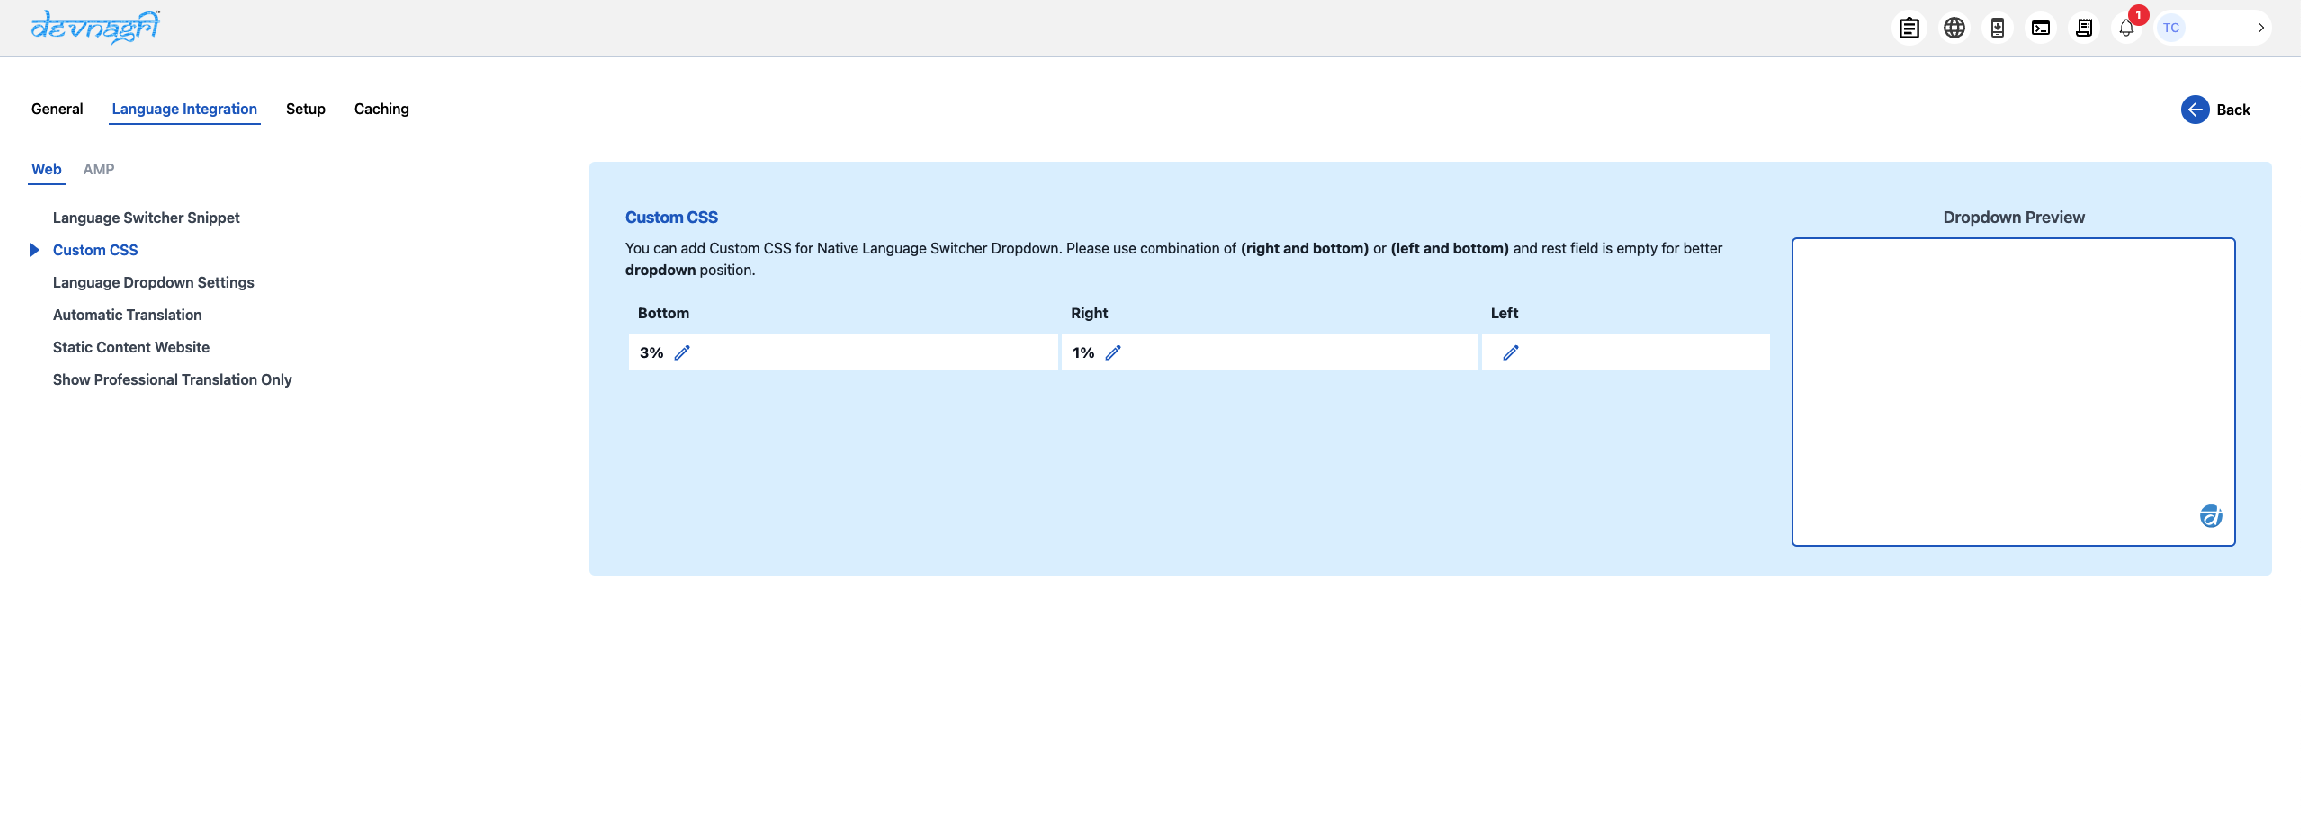 devnagri
1
TC
General Language Integration Setup Caching
Back
Web AMP
Language Switcher Snippet
Custom CSS
Language Dropdown Settings
Automatic Translation
Static Content Website
Show Professional Translation Only
Custom CSS
You can add Custom CSS for Native Language Switcher Dropdown. Please use combination of (right and bottom) or (left and bottom) and rest field is empty for better
dropdown position.
Bottom Right Left
3% 1%
Dropdown Preview